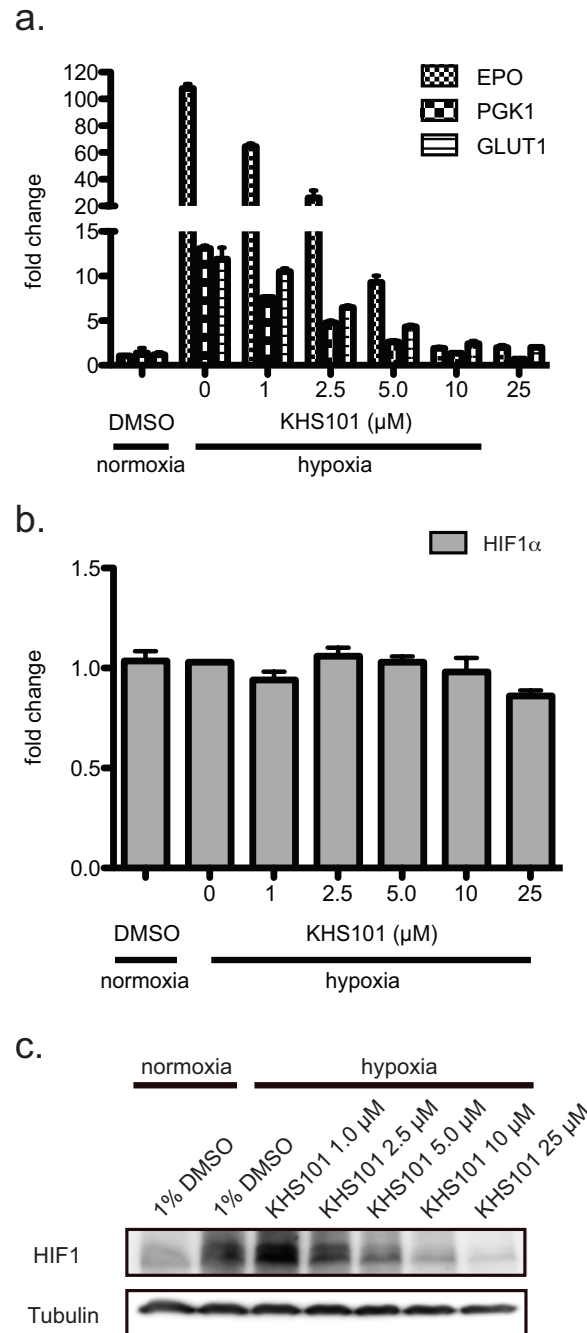 a.
120
100
80
60
40
20
15
10
5
0
fold change
EPO
PGK1
GLUT1
0 1 2.5 5.0 10 25
DMSO KHS101 (μM)
normoxia hypoxia
b.
HIF1α
1.5
1.0
0.5
0.0
fold change
0 1 2.5 5.0 10 25
DMSO KHS101 (μM)
normoxia hypoxia
c.
normoxia hypoxia
1% DMSO
1% DMSO
KHS101 1.0 μM
KHS101 2.5 μM
KHS101 5.0 μM
KHS101 10 μM
KHS101 25 μM
HIF1
Tubulin